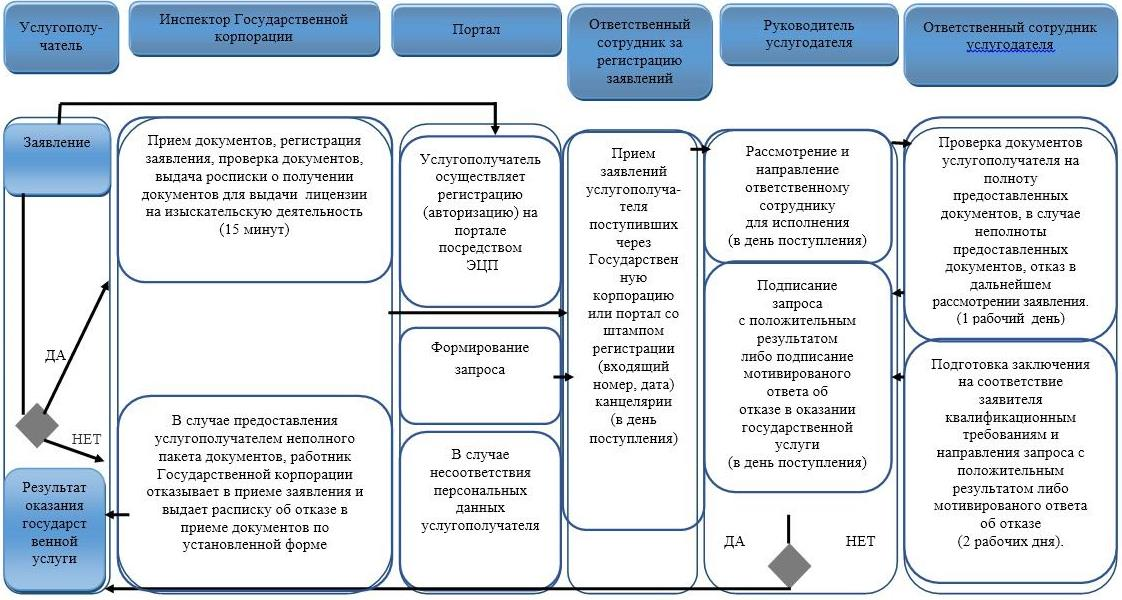 Услугополу-
чатель
Инспектор Государственной
корпорации
Портал
Ответственный
сотрудник за
регистрацию
заявлений
Руководитель
услугодателя
Ответственный сотрудник
услугодателя
Заявление
ДА
НЕТ
Результат
оказания
государст
венной
услуги
Прием документов, регистрация
заявления, проверка документов,
выдача росписки о получении
документов для выдачи лицензии
на изыскательскую деятельность
(15 минут)
В случае предоставления
услугополучателем неполного
пакета документов, работник
Государственной корпорации
отказывает в приеме заявления и
выдает расписку об отказе в
приеме документов по
установленной форме
Услугополучатель
осуществляет
регистрацию
(авторизацию) на
портале
посредством
ЭЦП
Формирование
запроса
В случае
несоответствия
персональных
данных
услугополучателя
Прием
заявлений
услугополуча-
теля
поступивших
через
Государствен
ную
корпорацию
или портал со
штампом
регистрации
(входящий
номер, дата)
канцелярии
(в день
поступления)
Рассмотрение и
направление
ответственному
сотруднику
для исполнения
(в день поступления)
Подписание
запроса
с положительным
результатом
либо подписание
мотивированого
ответа об
отказе в оказании
государственной
услуги
(в день поступления)
ДА
НЕТ
Проверка документов
услугополучателя на
полноту
предоставленных
документов, в случае
неполноты
предоставленных
документов, отказ в
дальнейшем
рассмотрении заявления.
(1 рабочий день)
Подготовка заключения
на соответствие
заявителя
квалификационным
требованиям и
направления запроса с
положительным
результатом либо
мотивированого ответа
об отказе
(2 рабочих дня).